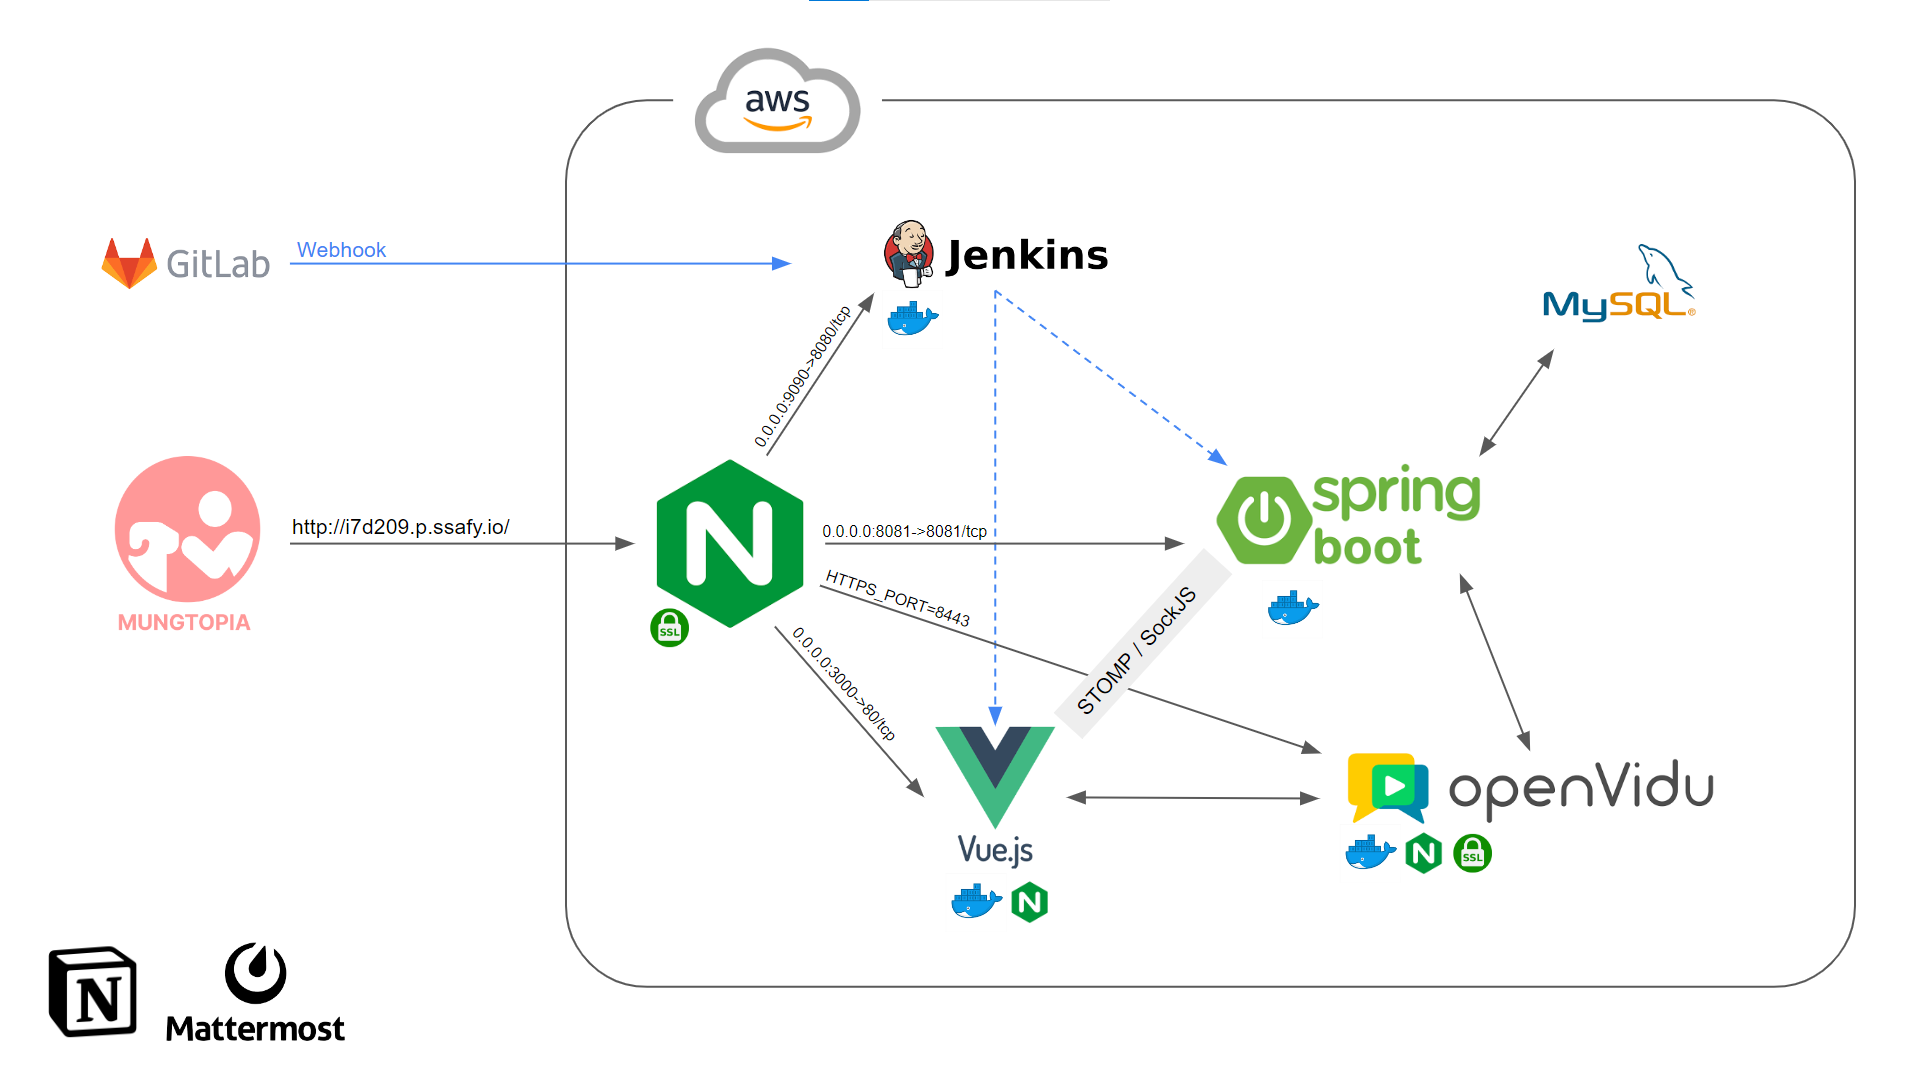 aws
GitLab
Webhook
Jenkins
MySQL®
0.0.0.0:9090->8080/tcp
MUNGTOPIA
http://i7d209.p.ssafy.io/
N
SSL
0.0.0.0:8081->8081/tcp
HTTPS_PORT=8443
0.0.0.0:3000->80/tcp
spring
boot
STOMP / SockJS
Vue.js
N
openVidu
N
SSL
N
Mattermost